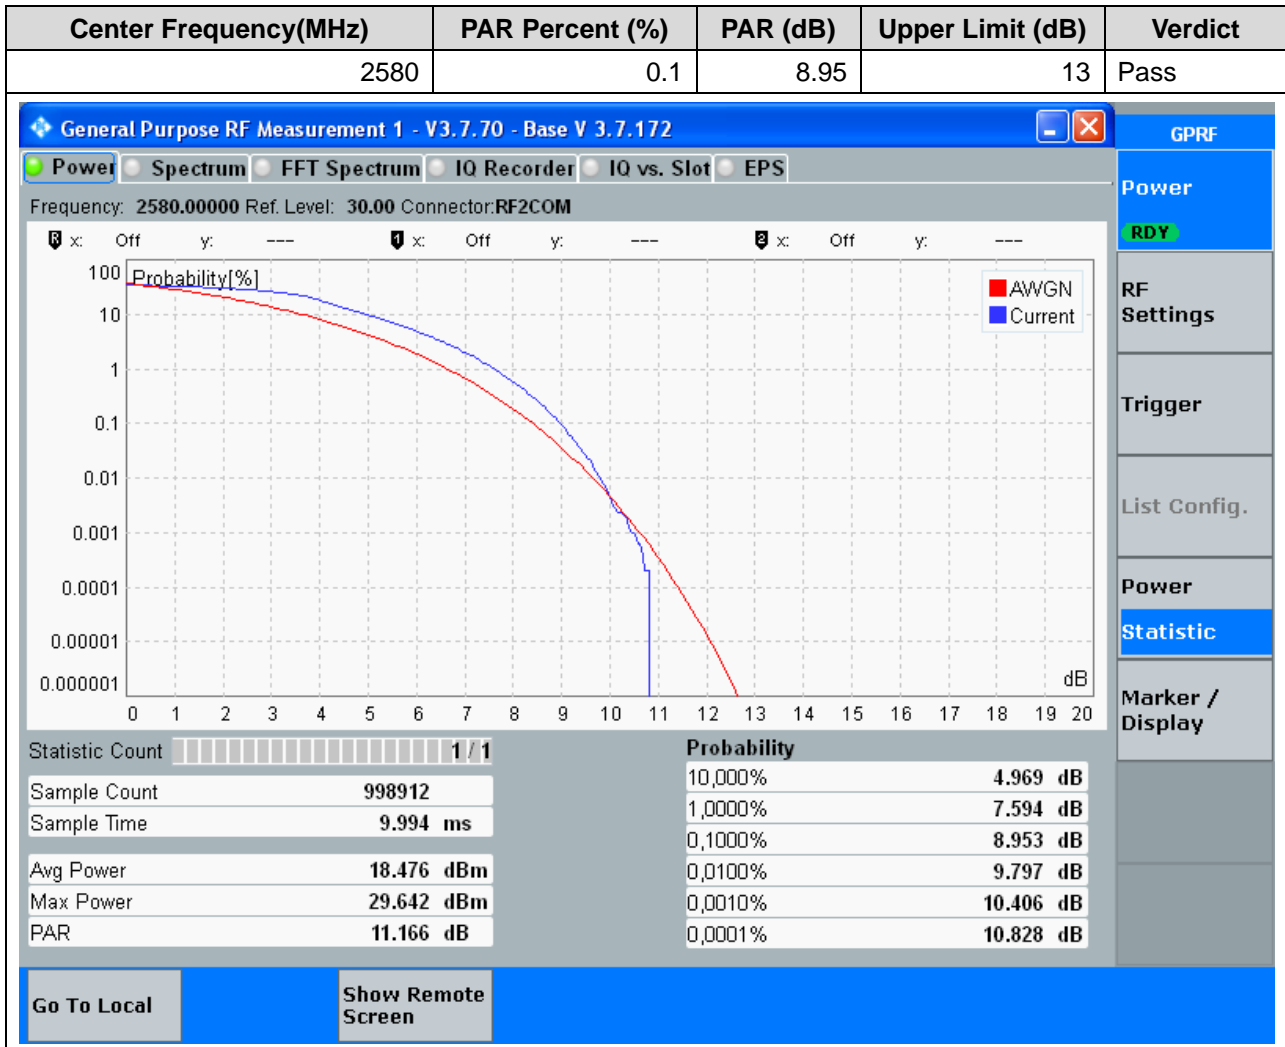 Center Frequency(MHz) PAR Percent (%) PAR (dB) Upper Limit (dB) Verdict
2580 0.1 8.95 13 Pass
General Purpose RF Measurement 1 - V3.7.70 - Base V 3.7.172
GPRF
Power Spectrum FFT Spectrum IQ Recorder IQ vs. Slot EPS
Frequency: 2580.00000 Ref. Level: 30.00 Connector:RF2COM
R x: Off y: --- 1 x: Off y: --- 2 x: Off y: ---
Probability[%]
100
10
1
0.1
0.01
0.001
0.0001
0.00001
0.000001
AWGN
Current
dB
0 1 2 3 4 5 6 7 8 9 10 11 12 13 14 15 16 17 18 19 20
Statistic Count 1 / 1
Sample Count 998912
Sample Time 9.994 ms
Avg Power 18.476 dBm
Max Power 29.642 dBm
PAR 11.166 dB
Probability
10,000% 4.969 dB
1,0000% 7.594 dB
0,1000% 8.953 dB
0,0100% 9.797 dB
0,0010% 10.406 dB
0,0001% 10.828 dB
Power
RDY
RF
Settings
Trigger
List Config.
Power
Statistic
Marker /
Display
Go To Local
Show Remote
Screen